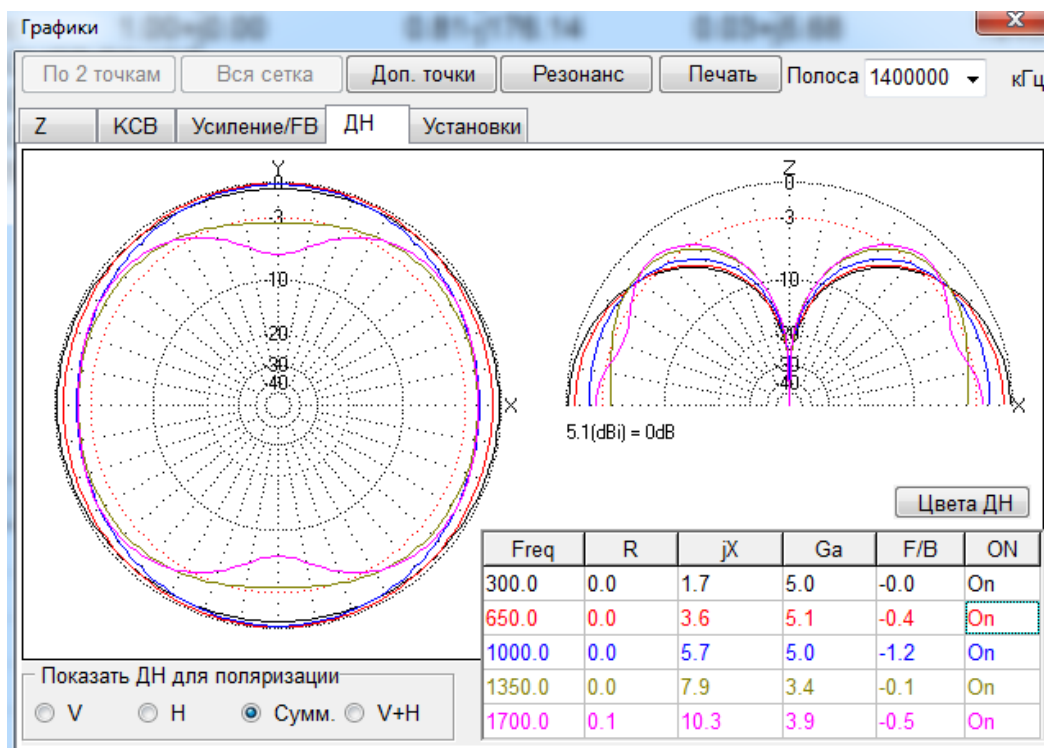 Графики
По 2 точкам Вся сетка Доп. точки Резонанс Печать Полоса 1400000 кГц
Z КСВ Усиление/FB ДН Установки
Y
0
-3
-10
-20
-30
-40
X
Z
0
-3
-10
-20
-30
-40
X
5.1(dBi) = 0dB
Цвета ДН
Freq R jX Ga F/B ON
300.0 0.0 1.7 5.0 -0.0 On
650.0 0.0 3.6 5.1 -0.4 On
1000.0 0.0 5.7 5.0 -1.2 On
1350.0 0.0 7.9 3.4 -0.1 On
1700.0 0.1 10.3 3.9 -0.5 On
Показать ДН для поляризации
V H Сумм. V+H